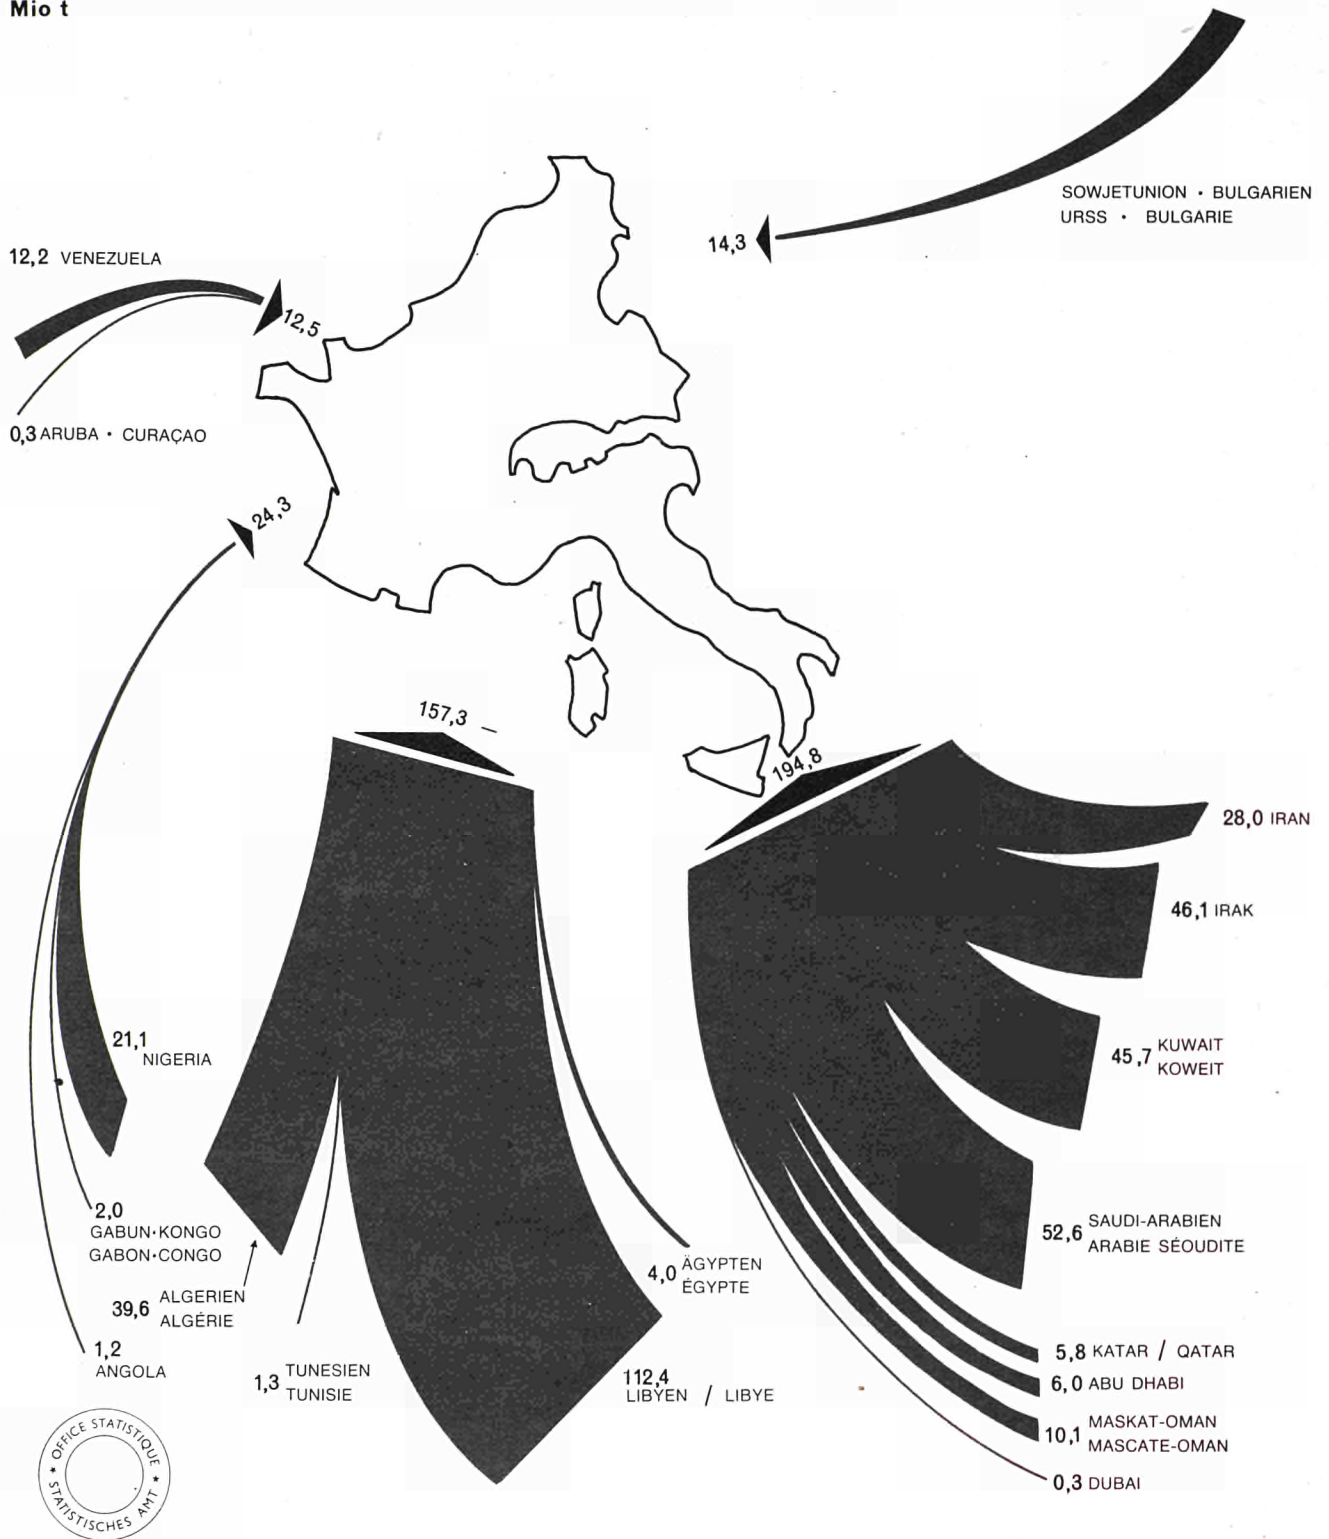 Mio t
SOWJETUNION • BULGARIEN
URSS • BULGARIE
14,3
12,2 VENEZUELA
12,5
0,3 ARUBA • CURAÇAO
24,3
157,3
194,8
28,0 IRAN
46,1 IRAK
45,7 KUWAIT
KOWEIT
52,6 SAUDI-ARABIEN
ARABIE SÉOUDITE
5,8 KATAR / QATAR
6,0 ABU DHABI
10,1 MASKAT-OMAN
MASCATE-OMAN
0,3 DUBAI
21,1
NIGERIA
2,0
GABUN•KONGO
GABON•CONGO
39,6 ALGERIEN
ALGÉRIE
1,2
ANGOLA
1,3 TUNESIEN
TUNISIE
4,0 ÄGYPTEN
ÉGYPTE
112,4
LIBYEN / LIBYE
OFFICE STATISTIQUE
STATISTISCHES AMT